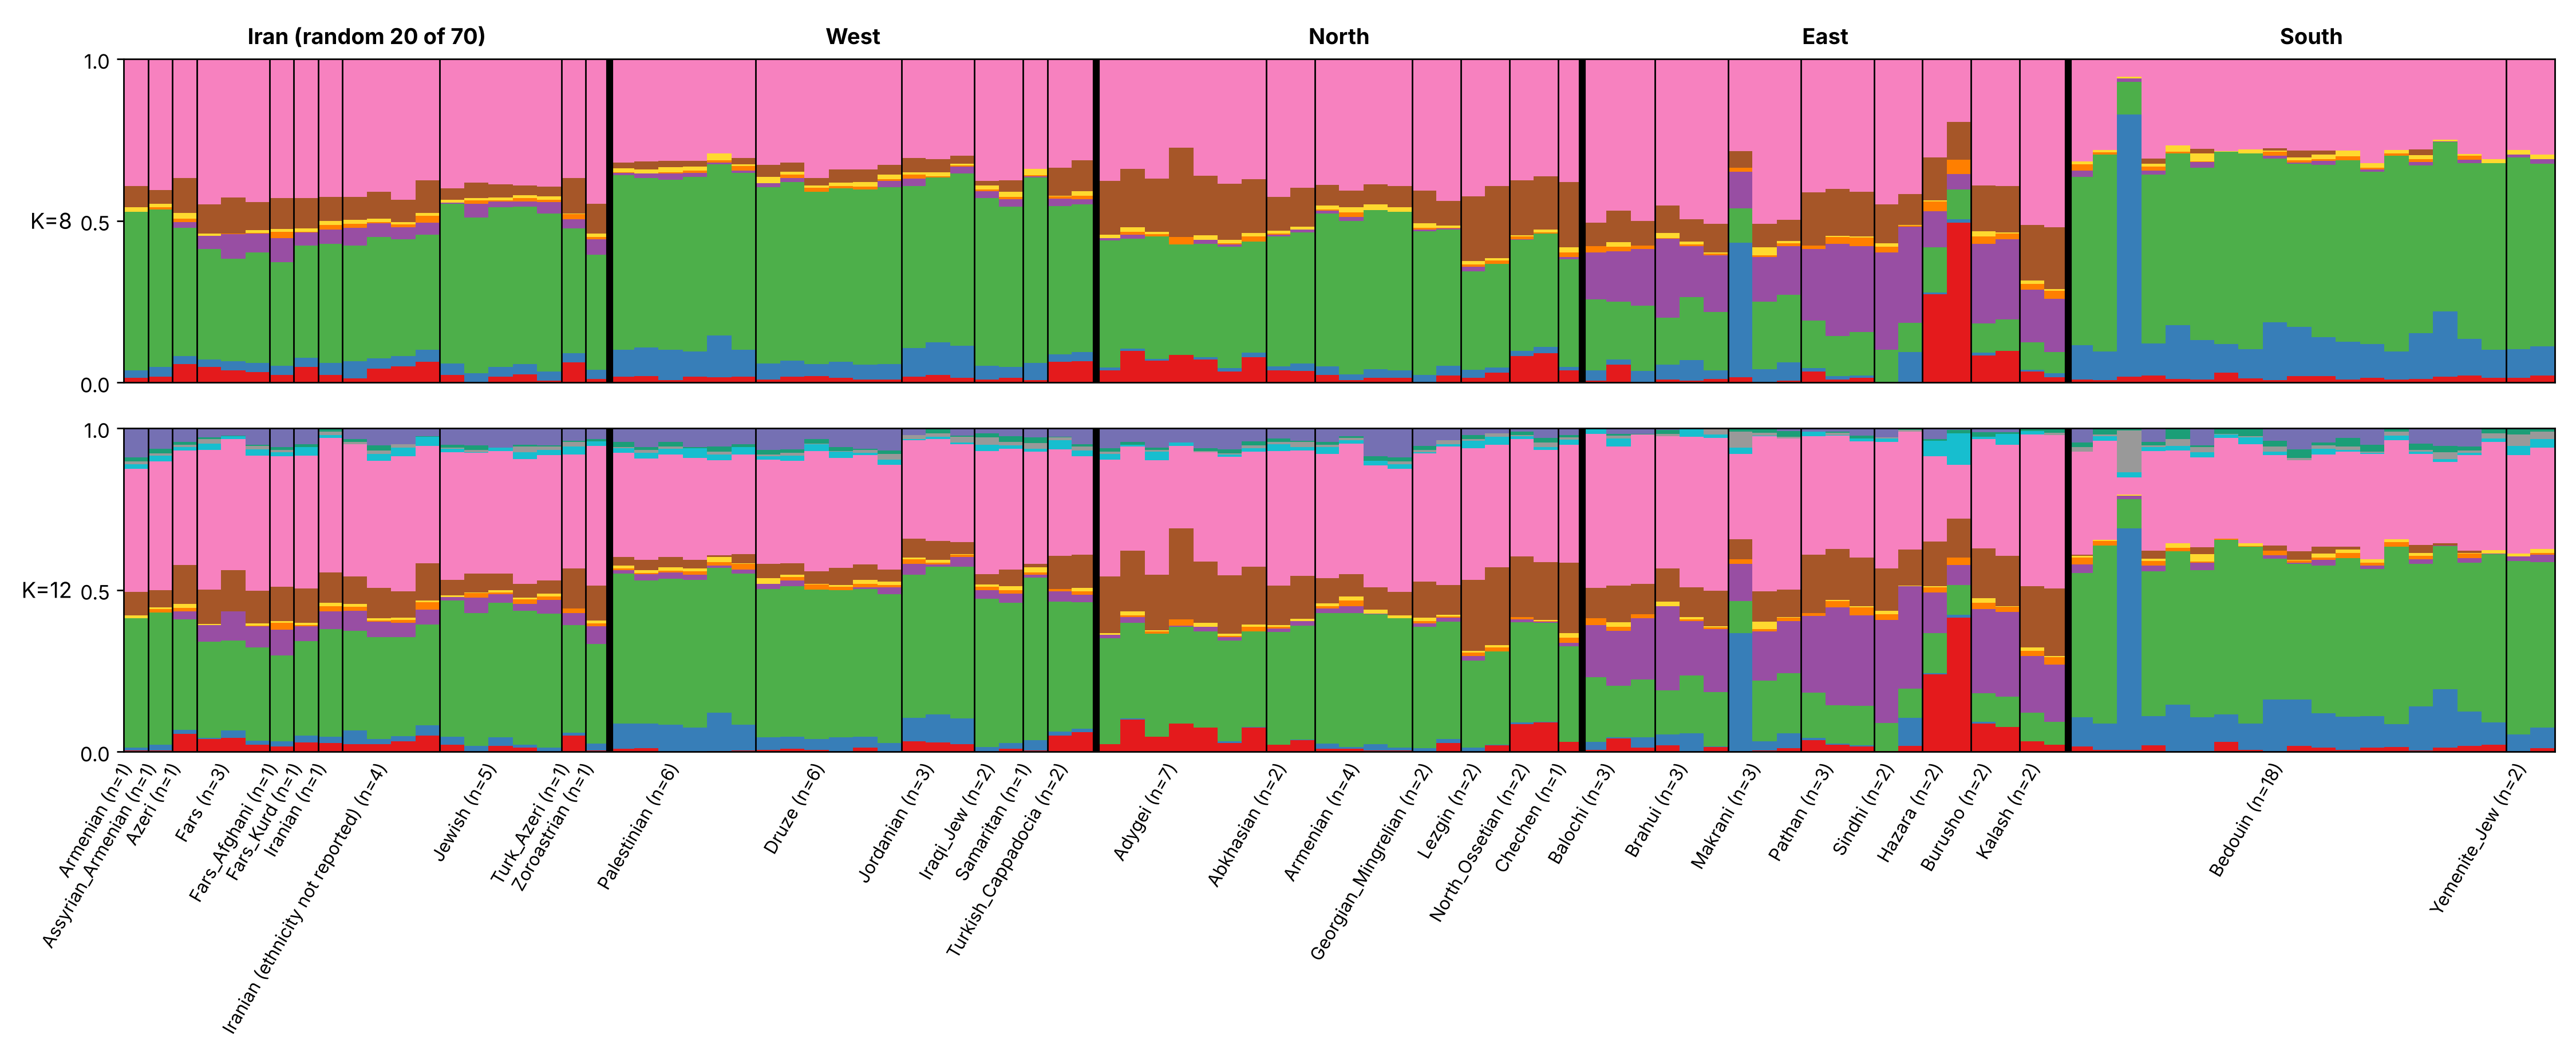 Iran (random 20 of 70)
West
North
East
South
1.0
K=8 0.5
0.0
1.0
K=12 0.5
0.0
Armenian (n=1)
Assyrian_Armenian (n=1)
Azeri (n=1)
Fars (n=3)
Fars_Afghani (n=1)
Fars_Kurd (n=1)
Iranian (n=1)
Iranian (ethnicity not reported) (n=4)
Jewish (n=5)
Turk_Azeri (n=1)
Zoroastrian (n=1)
Palestinian (n=6)
Druze (n=6)
Jordanian (n=3)
Iraqi_Jew (n=2)
Samaritan (n=1)
Turkish_Cappadocia (n=2)
Adygei (n=7)
Abkhasian (n=2)
Armenian (n=4)
Georgian_Mingrelian (n=2)
Lezgin (n=2)
North_Ossetian (n=2)
Chechen (n=1)
Balochi (n=3)
Brahui (n=3)
Makrani (n=3)
Pathan (n=3)
Sindhi (n=2)
Hazara (n=2)
Burusho (n=2)
Kalash (n=2)
Bedouin (n=18)
Yemenite_Jew (n=2)